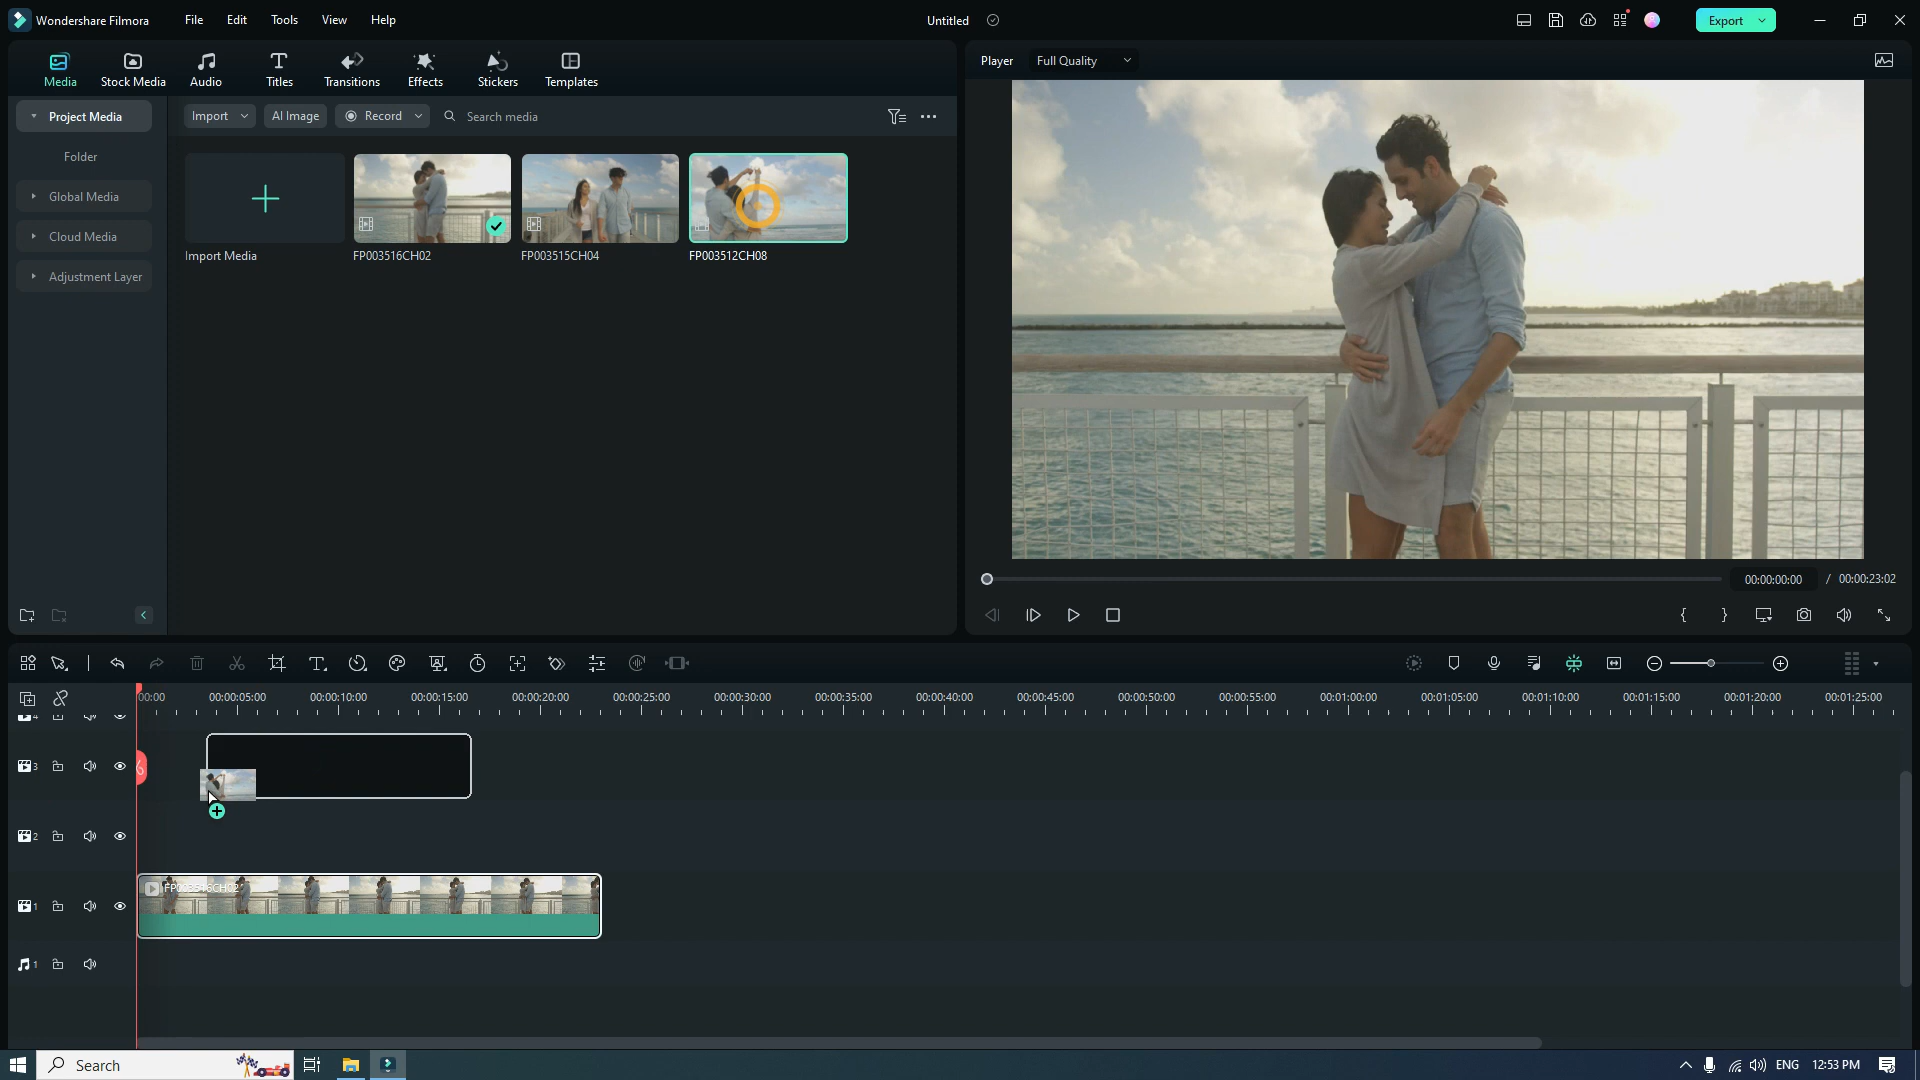 Wondershare Filmora
File
Edit
Tools
View
Help
Untitled
Export
Media
Stock Media
Audio
Titles
Transitions
Effects
Stickers
Templates
Player
Full Quality
Project Media
Import
AI Image
Record
Search media
Folder
Global Media
Cloud Media
Adjustment Layer
Import Media
FP003516CH02
FP003515CH04
FP003512CH08
00:00:00:00
/ 00:00:23:02
00:00
00:00:05:00
00:00:10:00
00:00:15:00
00:00:20:00
00:00:25:00
00:00:30:00
00:00:35:00
00:00:40:00
00:00:45:00
00:00:50:00
00:00:55:00
00:01:00:00
00:01:05:00
00:01:10:00
00:01:15:00
00:01:20:00
00:01:25:00
4
3
2
FP003516CH02
1
1
Search
ENG
12:53 PM